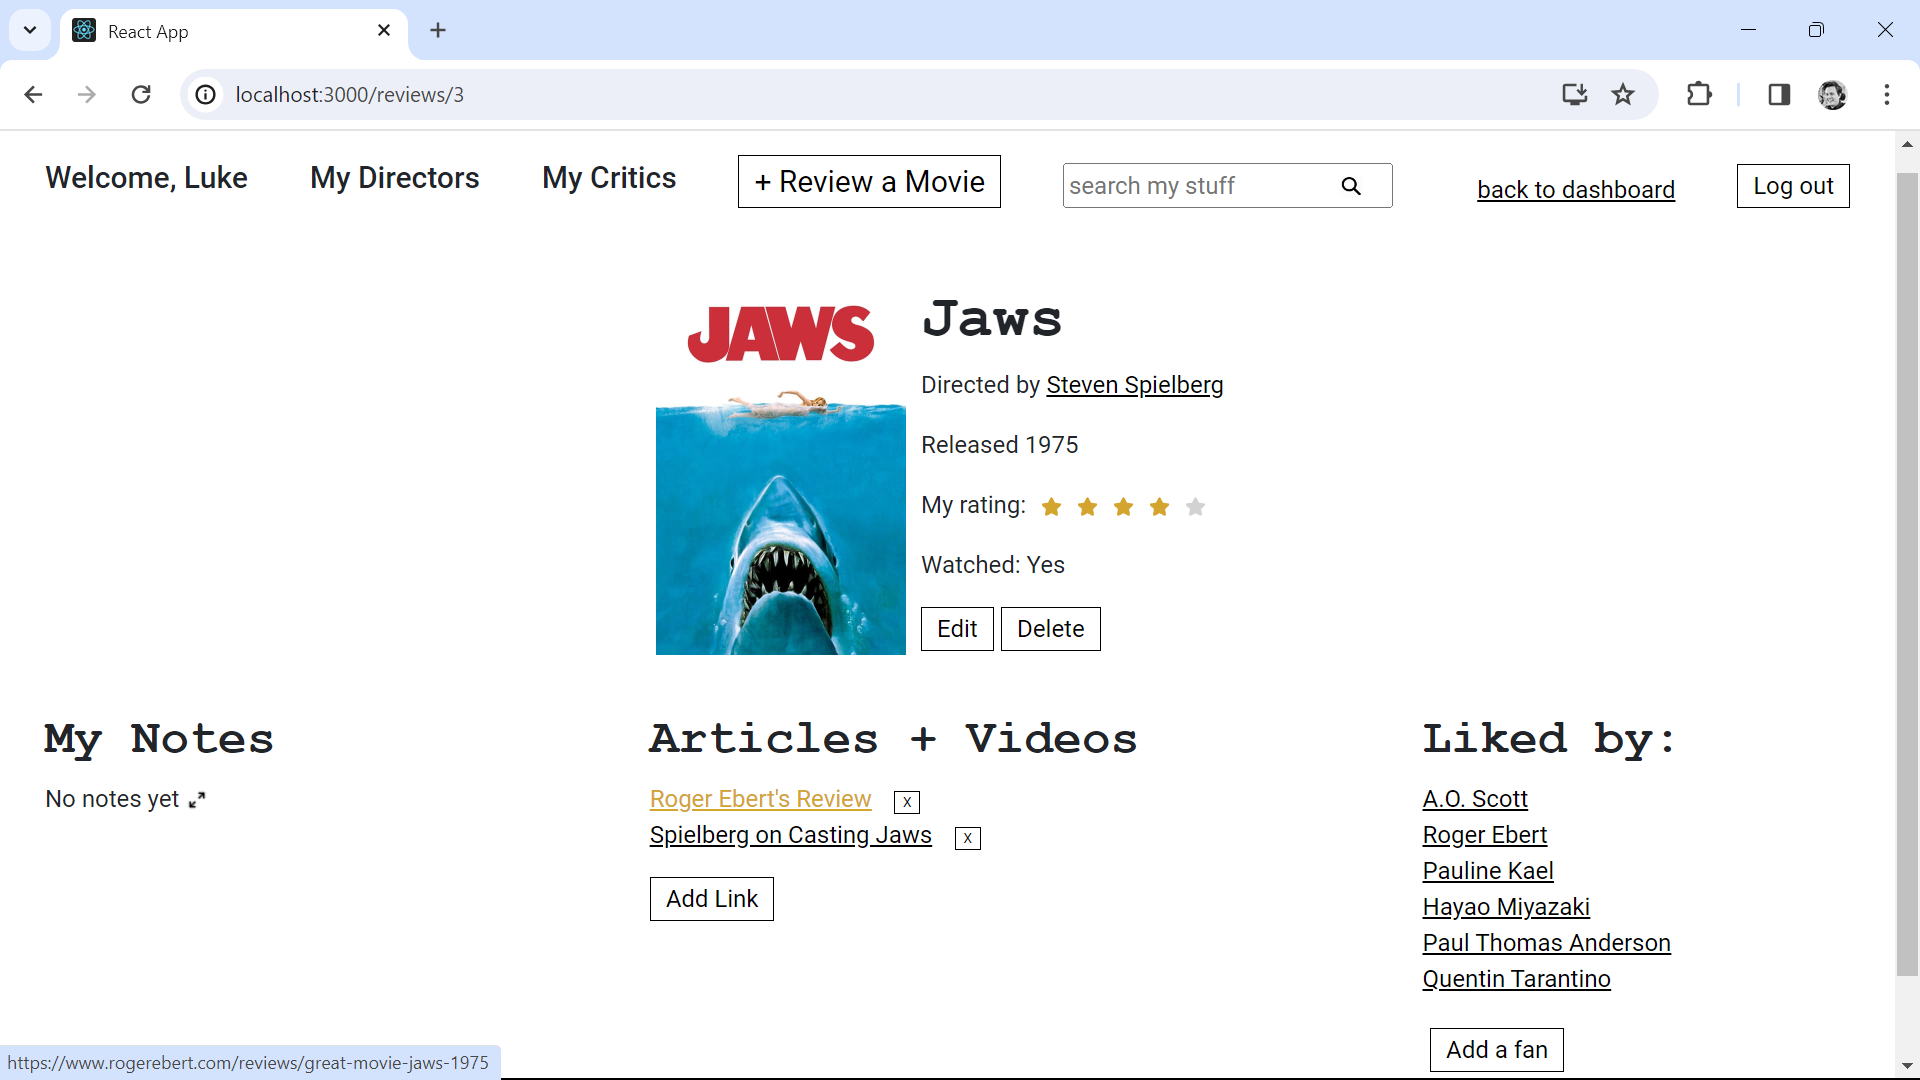 React App
localhost:3000/reviews/3
Welcome, Luke
My Directors
My Critics
+ Review a Movie
search my stuff
back to dashboard
Log out
JAWS
Jaws
Directed by Steven Spielberg
Released 1975
My rating:
Watched: Yes
Edit
Delete
My Notes
No notes yet
Articles + Videos
Roger Ebert's Review X
Spielberg on Casting Jaws X
Add Link
Liked by:
A.O. Scott
Roger Ebert
Pauline Kael
Hayao Miyazaki
Paul Thomas Anderson
Quentin Tarantino
Add a fan
https://www.rogerebert.com/reviews/great-movie-jaws-1975